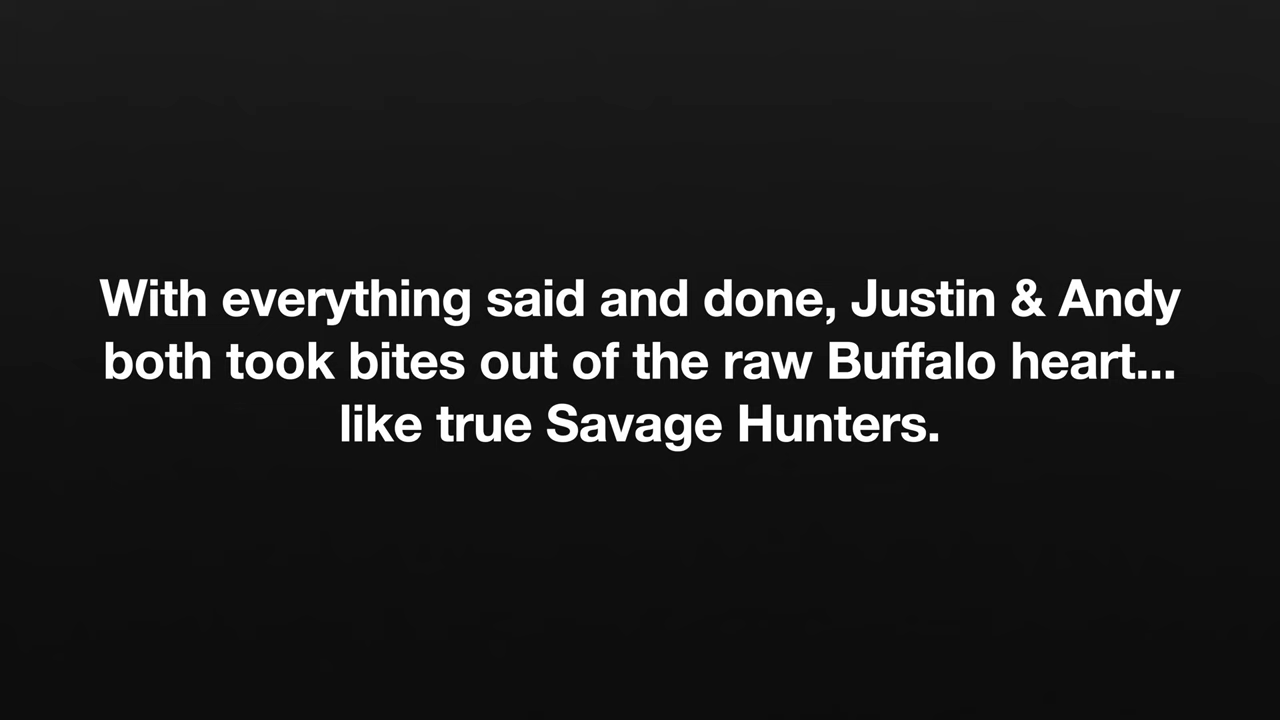 With everything said and done, Justin & Andy
both took bites out of the raw Buffalo heart...
like true Savage Hunters.